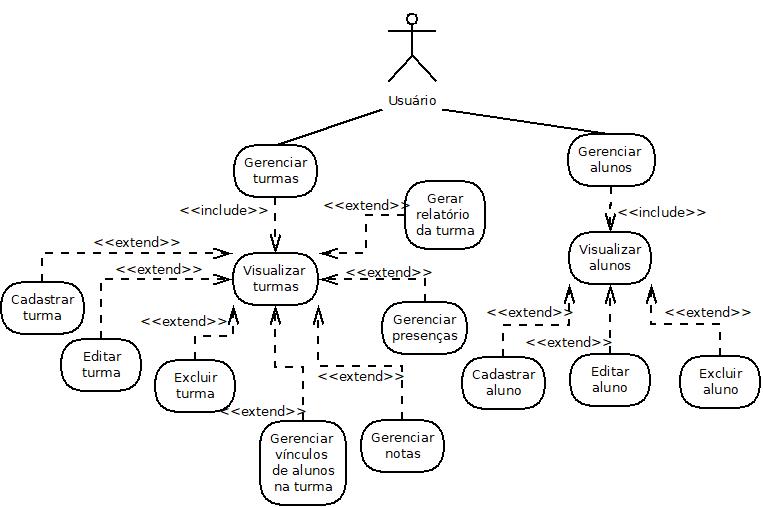 Usuário
Gerenciar
turmas
Gerenciar
alunos
<<include>>
<<extend>>
Gerar
relatório
da turma
<<include>>
<<extend>>
<<extend>>
Visualizar
turmas
<<extend>>
Visualizar
alunos
Cadastrar
turma
<<extend>>
Gerenciar
presenças
<<extend>>
<<extend>>
<<extend>>
Editar
turma
Excluir
turma
<<extend>>
Cadastrar
aluno
Editar
aluno
Excluir
aluno
<<extend>>
Gerenciar
vínculos
de alunos
na turma
Gerenciar
notas